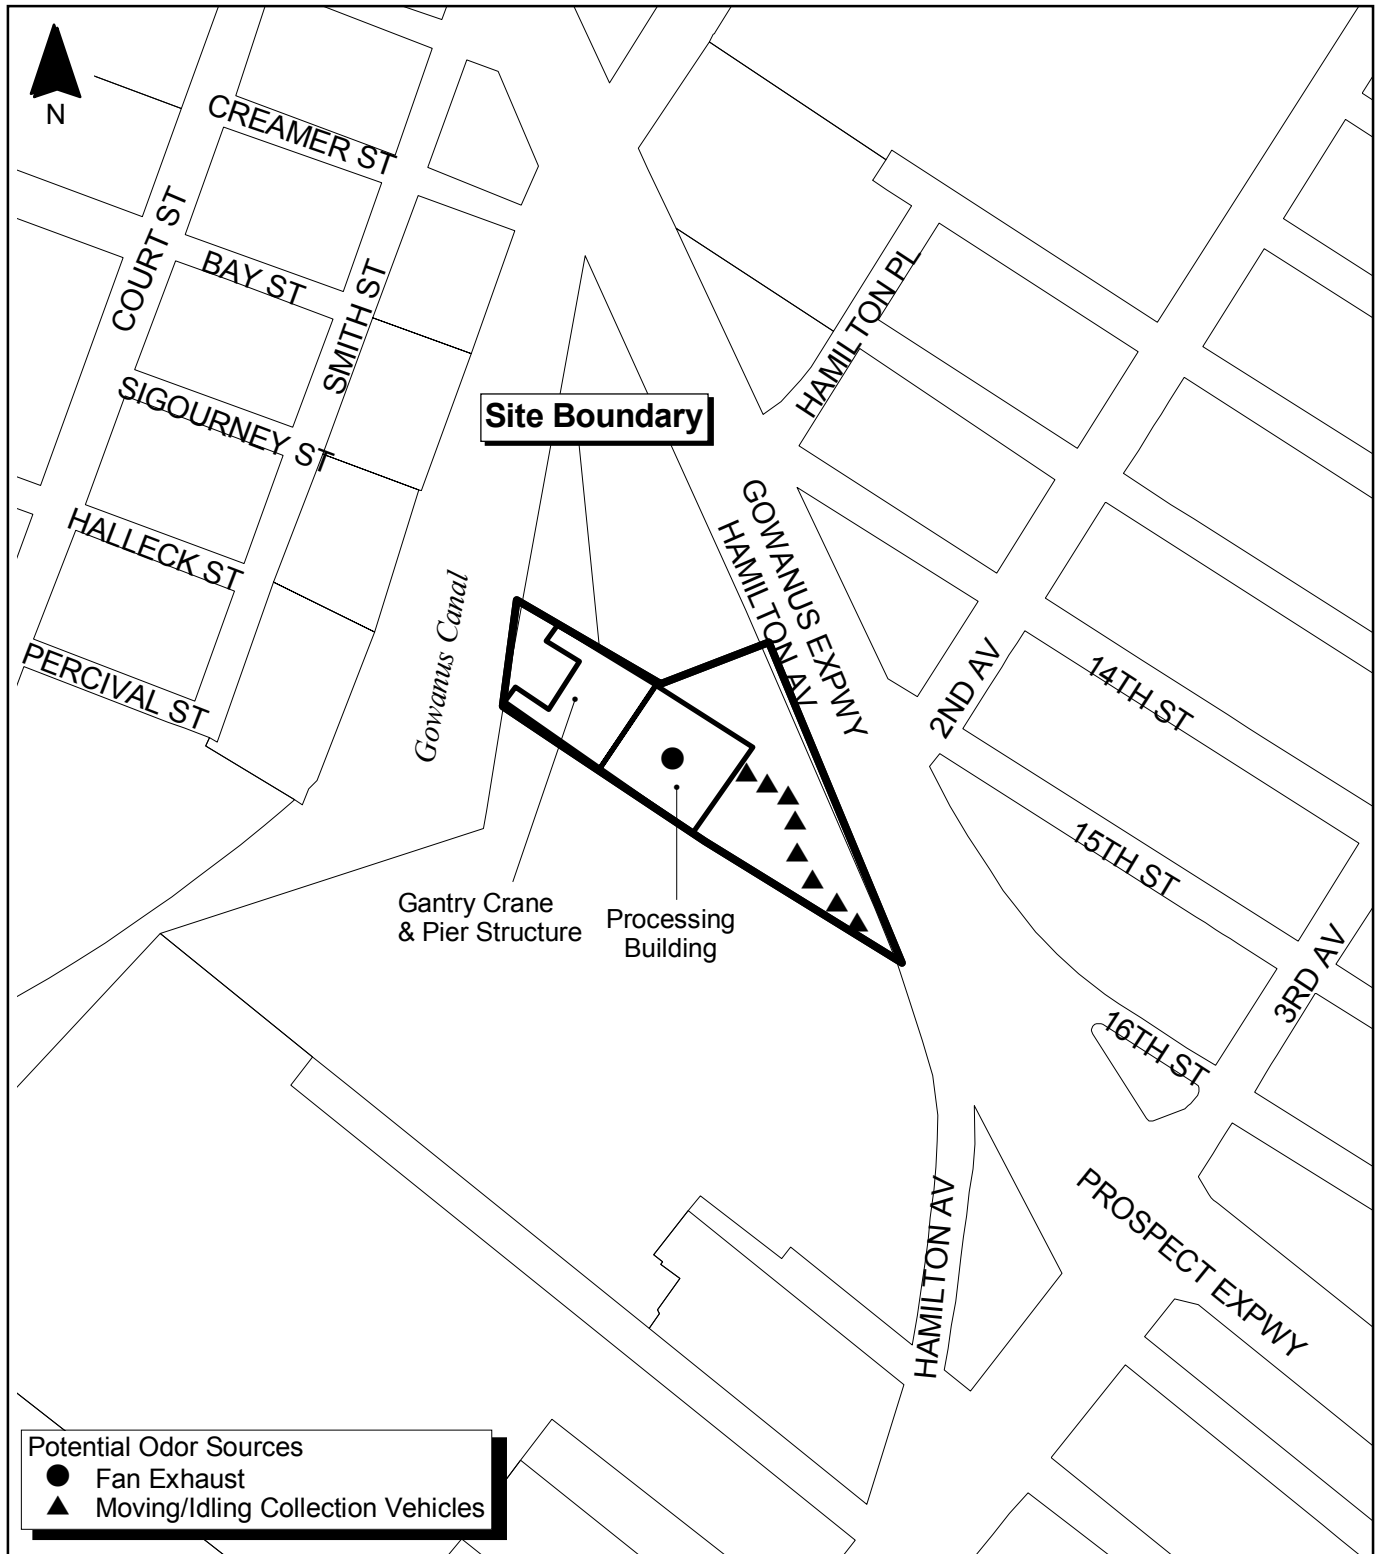 N
CREAMER ST
COURT ST
BAY ST
SMITH ST
HAMILTON PL
SIGOURNEY ST
Site Boundary
GOWANUS EXPWY
HAMILTON AV
HALLECK ST
Gowanus Canal
PERCIVAL ST
2ND AV
14TH ST
15TH ST
Gantry Crane
& Pier Structure
Processing
Building
3RD AV
16TH ST
HAMILTON AV
PROSPECT EXPWY
Potential Odor Sources
Fan Exhaust
Moving/Idling Collection Vehicles